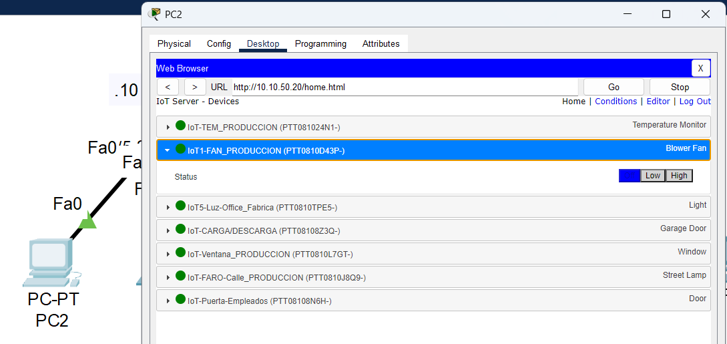 PC2
Physical Config Desktop Programming Attributes
Web Browser X
< > URL http://10.10.50.20/home.html Go Stop
IoT Server - Devices Home | Conditions | Editor | Log Out
IoT-TEM_PRODUCCION (PTT081024N1-) Temperature Monitor
IoT1-FAN_PRODUCCION (PTT0810D43P-) Blower Fan
Status Low High
IoT5-Luz-Office_Fabrica (PTT0810TPE5-) Light
IoT-CARGA/DESCARGA (PTT08108Z3Q-) Garage Door
IoT-Ventana_PRODUCCION (PTT0810L7GT-) Window
IoT-FARO-Calle_PRODUCCION (PTT0810J8Q9-) Street Lamp
IoT-Puerta-Empleados (PTT08108N6H-) Door
.10
Fa0
PC-PT
PC2